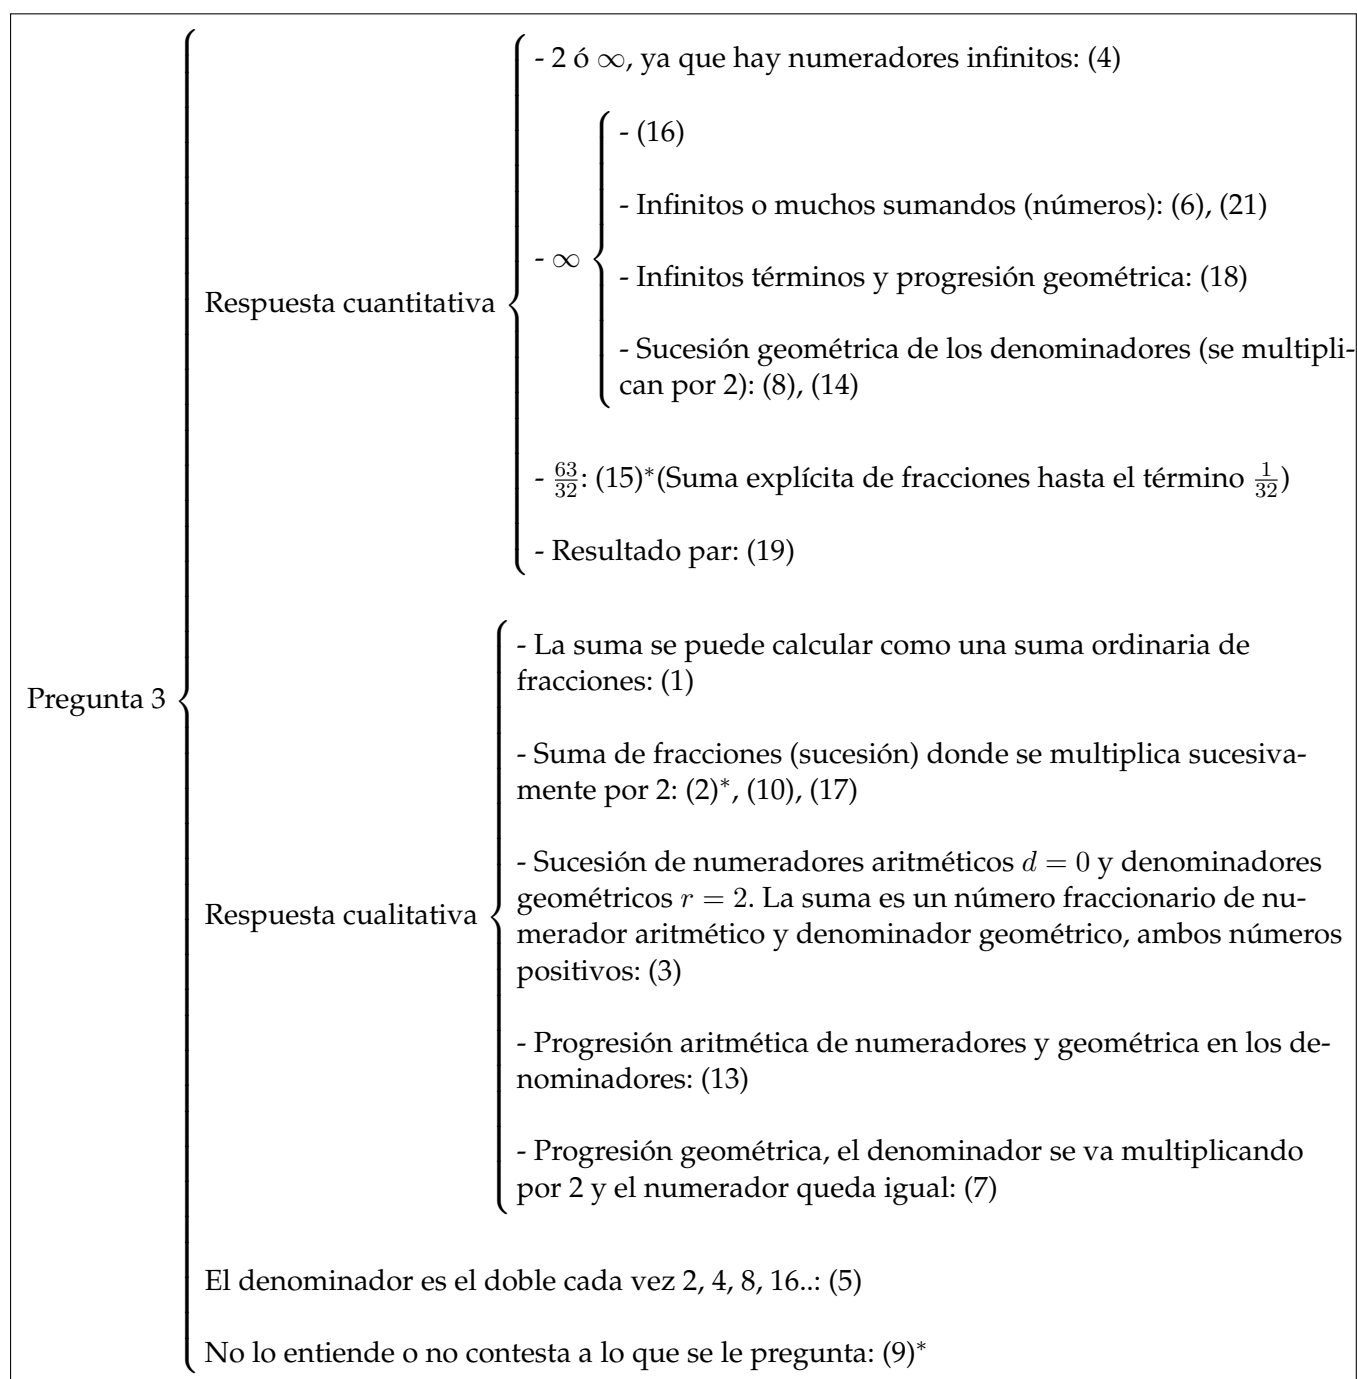 Pregunta 3
Respuesta cuantitativa
- 2 ó ∞, ya que hay numeradores infinitos: (4)
- ∞
- (16)
- Infinitos o muchos sumandos (números): (6), (21)
- Infinitos términos y progresión geométrica: (18)
- Sucesión geométrica de los denominadores (se multipli-
can por 2): (8), (14)
- 63/32: (15)*(Suma explícita de fracciones hasta el término 1/32)
- Resultado par: (19)
Respuesta cualitativa
- La suma se puede calcular como una suma ordinaria de
fracciones: (1)
- Suma de fracciones (sucesión) donde se multiplica sucesiva-
mente por 2: (2)*, (10), (17)
- Sucesión de numeradores aritméticos d = 0 y denominadores
geométricos r = 2. La suma es un número fraccionario de nu-
merador aritmético y denominador geométrico, ambos números
positivos: (3)
- Progresión aritmética de numeradores y geométrica en los de-
nominadores: (13)
- Progresión geométrica, el denominador se va multiplicando
por 2 y el numerador queda igual: (7)
El denominador es el doble cada vez 2, 4, 8, 16..: (5)
No lo entiende o no contesta a lo que se le pregunta: (9)*